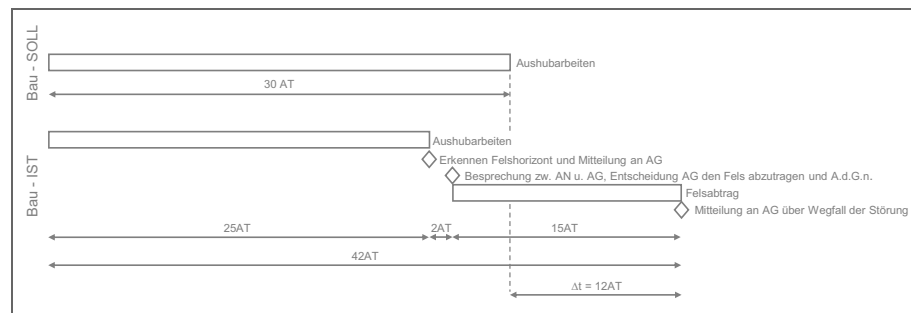 Bau - SOLL
Aushubarbeiten
30 AT
Bau - IST
Aushubarbeiten
Erkennen Felshorizont und Mitteilung an AG
Besprechung zw. AN u. AG, Entscheidung AG den Fels abzutragen und A.d.G.n.
Felsabtrag
Mitteilung an AG über Wegfall der Störung
25AT
2AT
15AT
42AT
Δt = 12AT